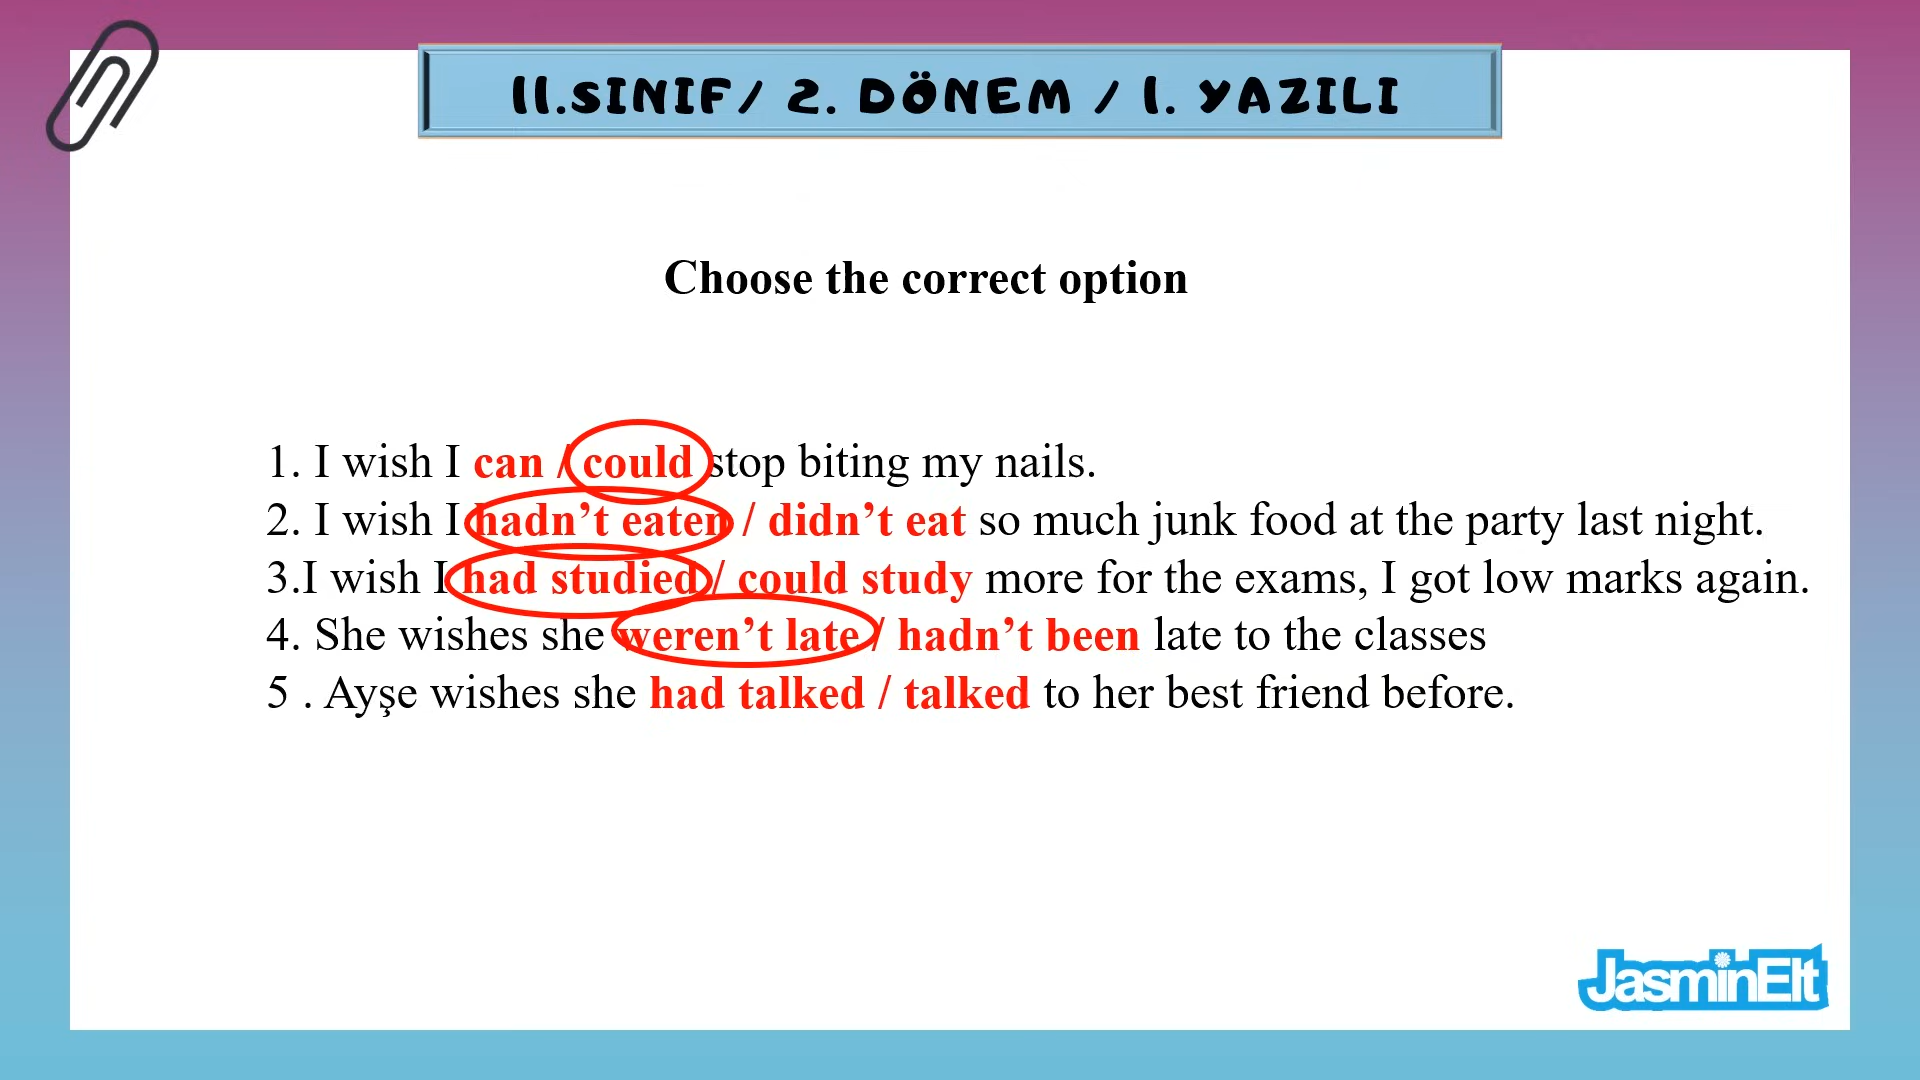 11.SINIF/ 2. DÖNEM / 1. YAZILI
Choose the correct option
1. I wish I can / could stop biting my nails.
2. I wish I hadn’t eaten / didn’t eat so much junk food at the party last night.
3.I wish I had studied / could study more for the exams, I got low marks again.
4. She wishes she weren’t late / hadn’t been late to the classes
5 . Ayşe wishes she had talked / talked to her best friend before.
JasminElt